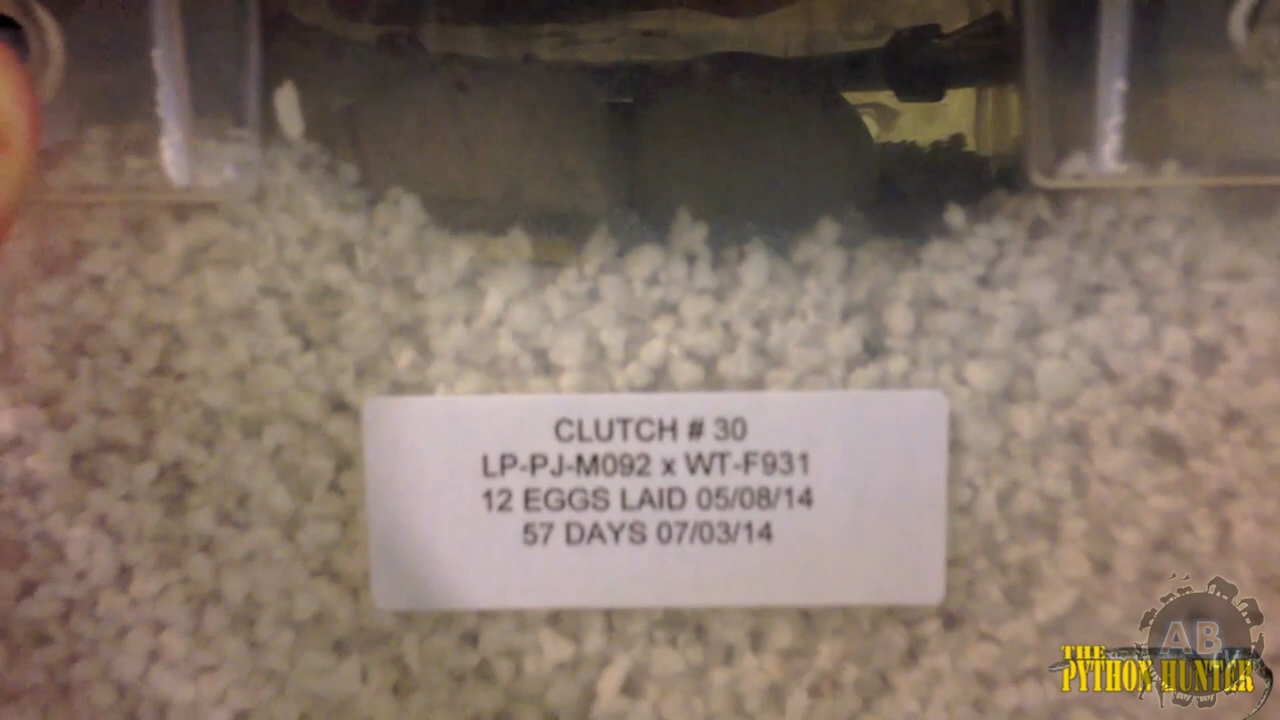 CLUTCH # 30
LP-PJ-M092 x WT-F931
12 EGGS LAID 05/08/14
57 DAYS 07/03/14
AB
THE
PYTHON HUNTER